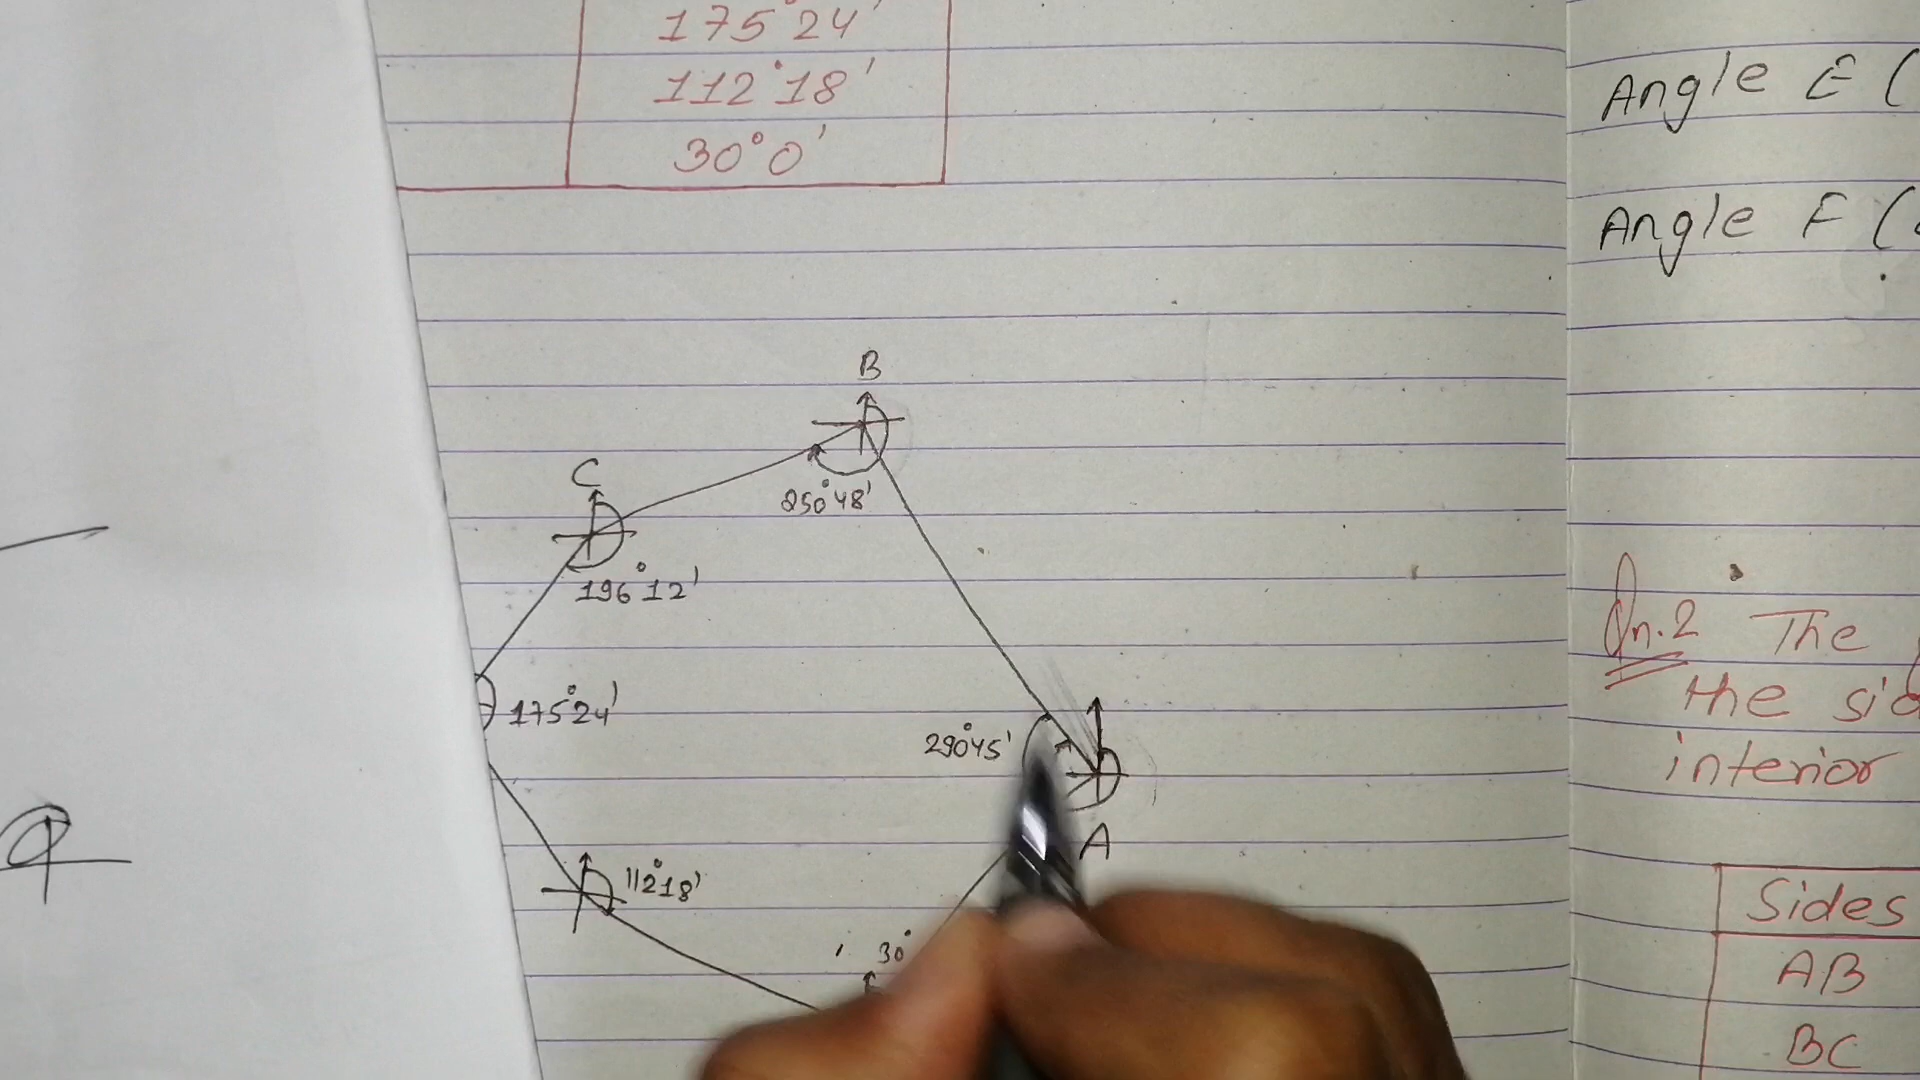 175°24'
112°18'
30°0'
B
C
250°48'
196°12'
175°24'
290°45'
A
112°18'
30°
Angle E (
Angle F (
Qn.2 The
the
interior
Sides
AB
BC